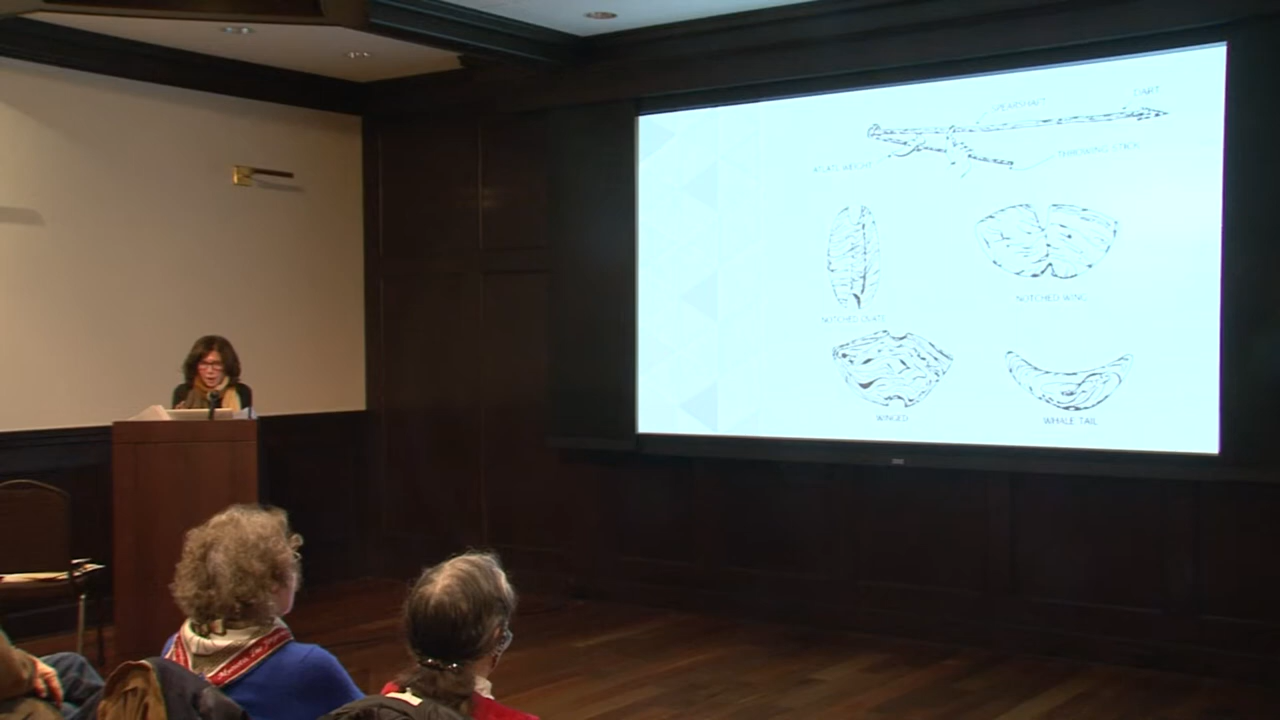 DART
SPEARSHAFT
THROWING STICK
ATLATL WEIGHT
NOTCHED WING
NOTCHED OVATE
WINGED
WHALE TAIL